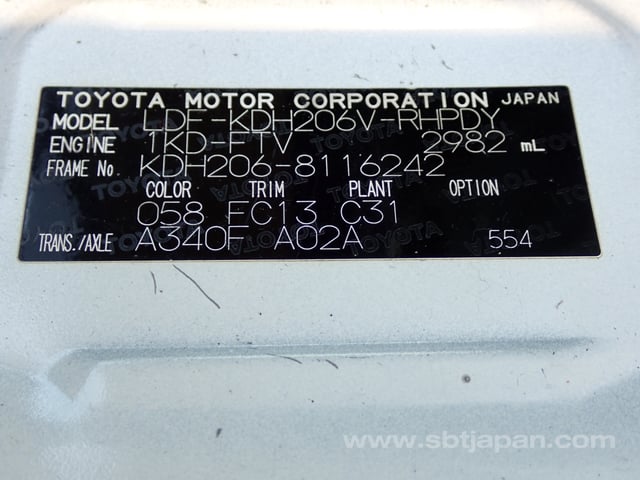 TOYOTA MOTOR CORPORATION JAPAN
MODEL LDF-KDH206V-RHPDY
ENGINE 1KD-FTV 2982 mL
FRAME No. KDH206-8116242
COLOR TRIM PLANT OPTION
058 FC13 C31
TRANS./AXLE A340F A02A 554
www.sbtjapan.com